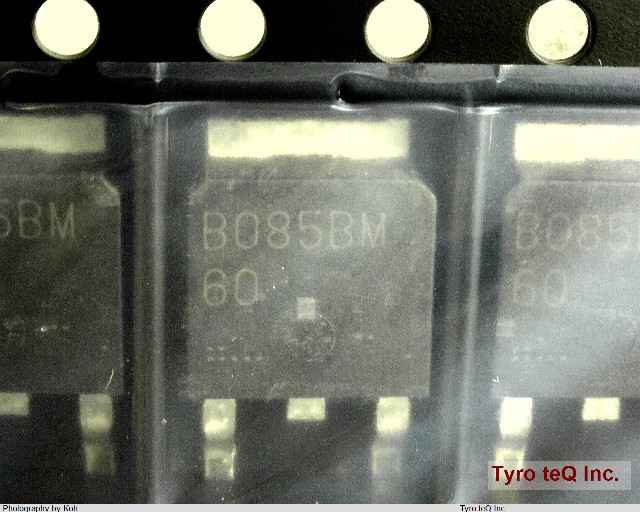 5BM
B085BM
60
B085
60
Tyro teQ Inc.
Photography by Koh
Tyro teQ Inc